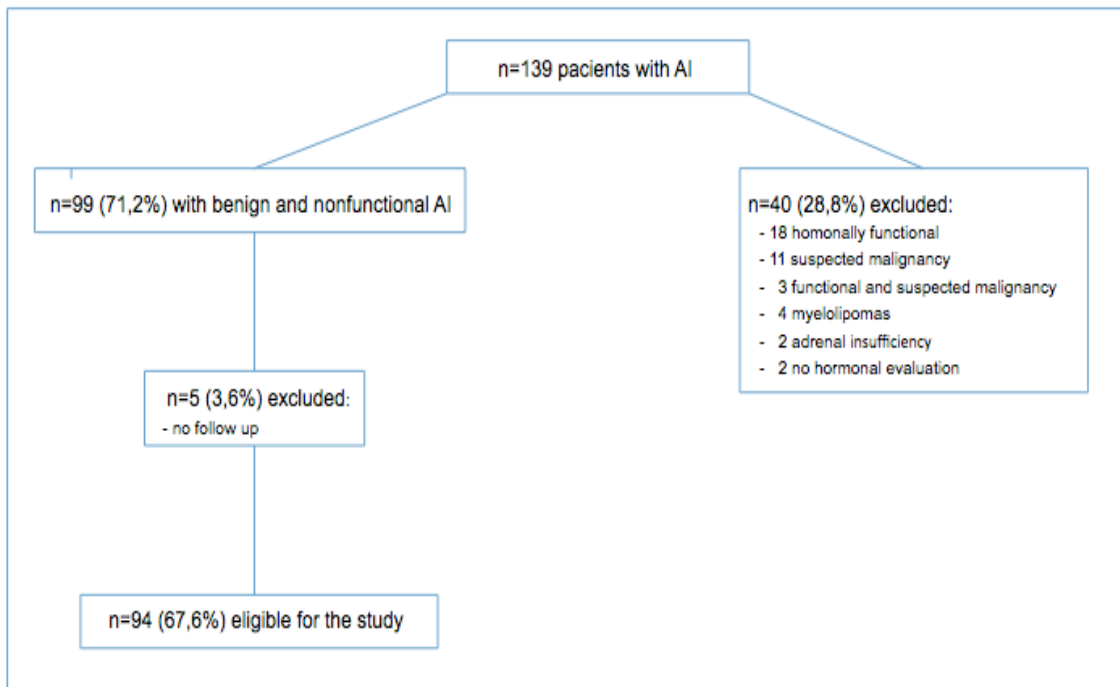 n=139 pacients with AI
n=99 (71,2%) with benign and nonfunctional AI
n=40 (28,8%) excluded:
- 18 homonally functional
- 11 suspected malignancy
- 3 functional and suspected malignancy
- 4 myelolipomas
- 2 adrenal insufficiency
- 2 no hormonal evaluation
n=5 (3,6%) excluded:
- no follow up
n=94 (67,6%) eligible for the study